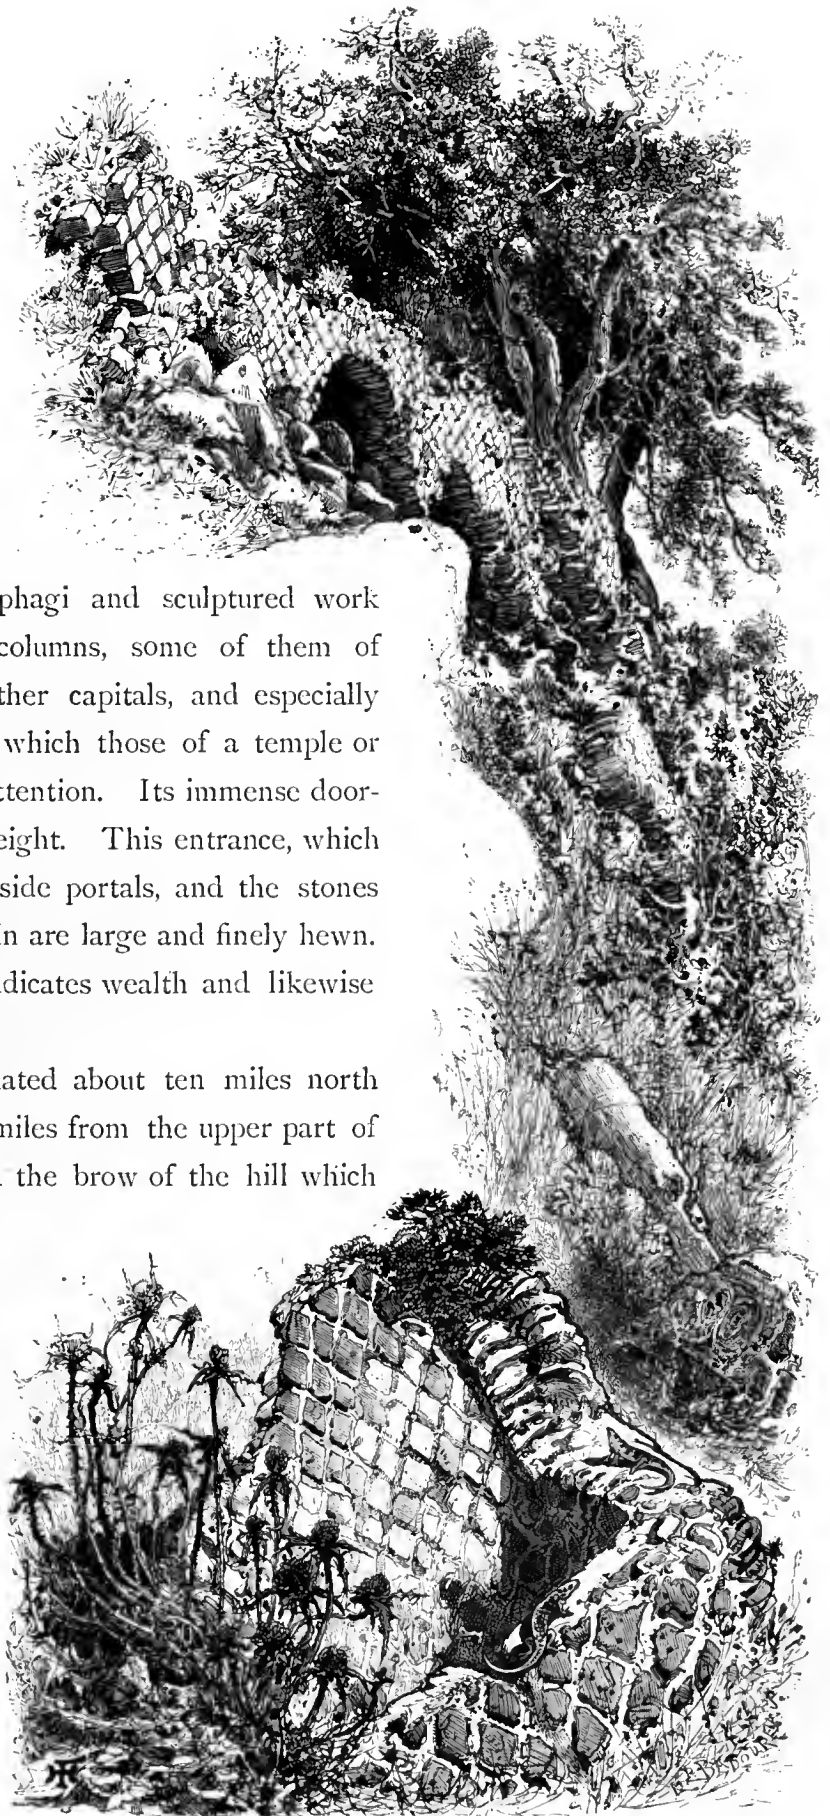 phagi and sculptured work
columns, some of them of
ther capitals, and especially
which those of a temple or
ttention. Its immense door-
eight. This entrance, which
side portals, and the stones
n are large and finely hewn.
dicates wealth and likewise
ated about ten miles north
miles from the upper part of
the brow of the hill which